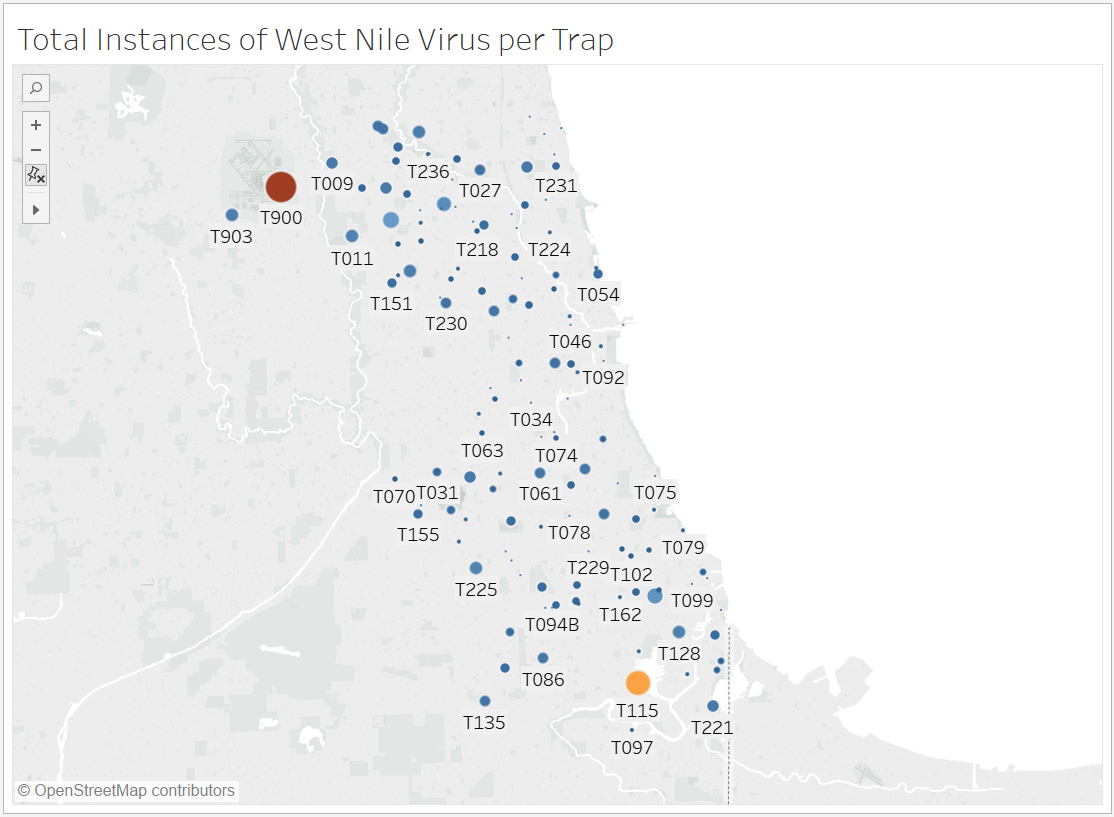 Total Instances of West Nile Virus per Trap
+
−
T236
T009
T027
T231
T900
T903
T218
T224
T011
T054
T151
T230
T046
T092
T034
T063
T074
T070
T031
T061
T075
T155
T078
T079
T229
T102
T225
T099
T162
T094B
T128
T086
T115
T135
T221
T097
© OpenStreetMap contributors